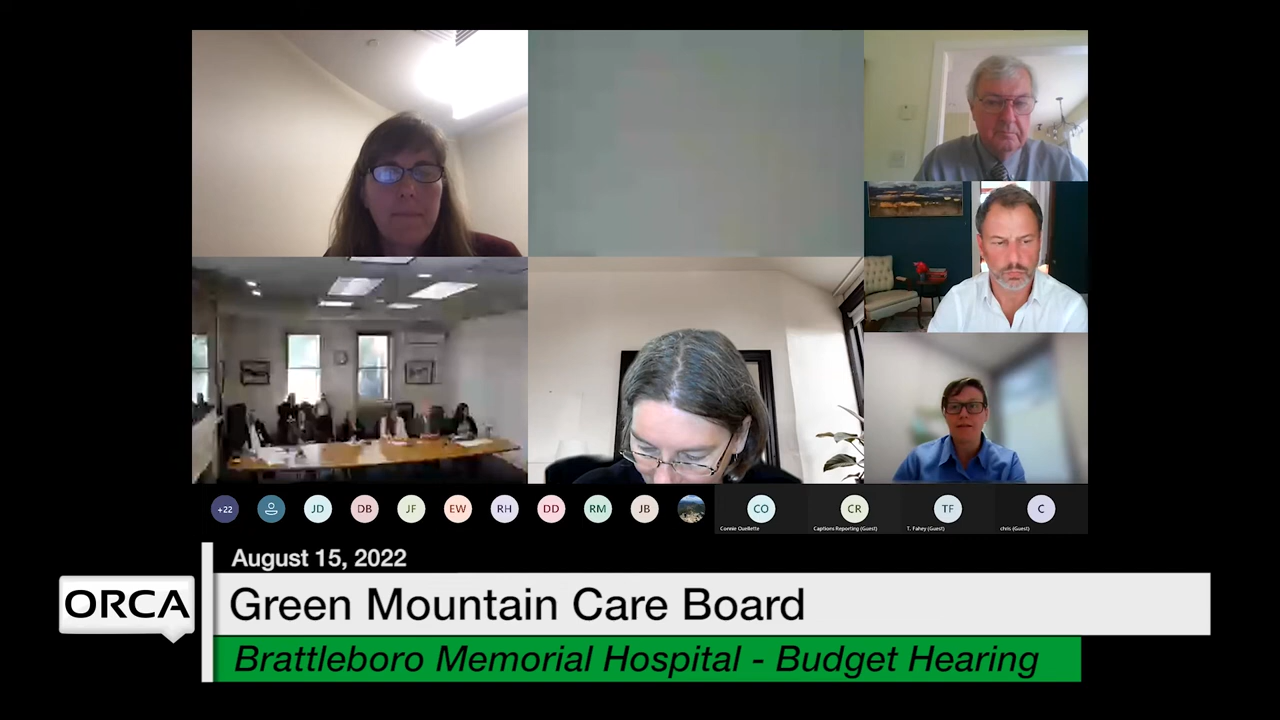 +22
JD
DB
JF
EW
RH
DD
RM
JB
CO
CR
TF
C
Connie Ouellette
Captions Reporting (Guest)
T. Fahey (Guest)
chris (Guest)
August 15, 2022
ORCA
Green Mountain Care Board
Brattleboro Memorial Hospital - Budget Hearing